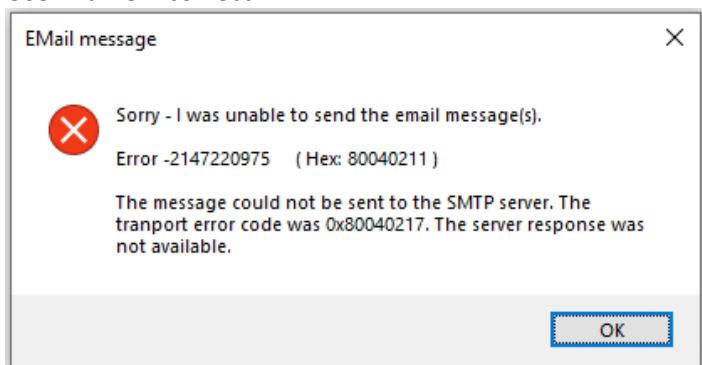 EMail message
Sorry - I was unable to send the email message(s).
Error -2147220975 ( Hex: 80040211 )
The message could not be sent to the SMTP server. The
tranport error code was 0x80040217. The server response was
not available.
OK